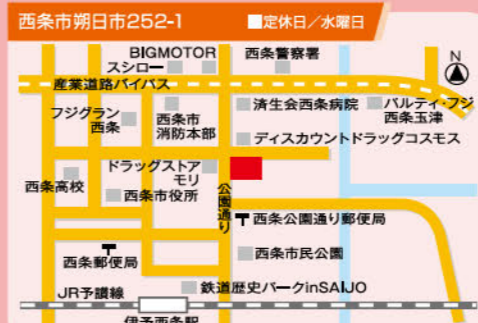 西条市朔日市252-1
■定休日／水曜日
BIGMOTOR
西条警察署
スシロー
N
産業道路バイパス
フジグラン
西条
西条市
消防本部
済生会西条病院
パルティ・フジ
西条玉津
ディスカウントドラッグコスモス
ドラッグストア
モリ
西条高校
西条市役所
公園通り
〒西条公園通り郵便局
〒
西条郵便局
西条市民公園
JR予讃線
鉄道歴史パークinSAIJO
伊予西条駅